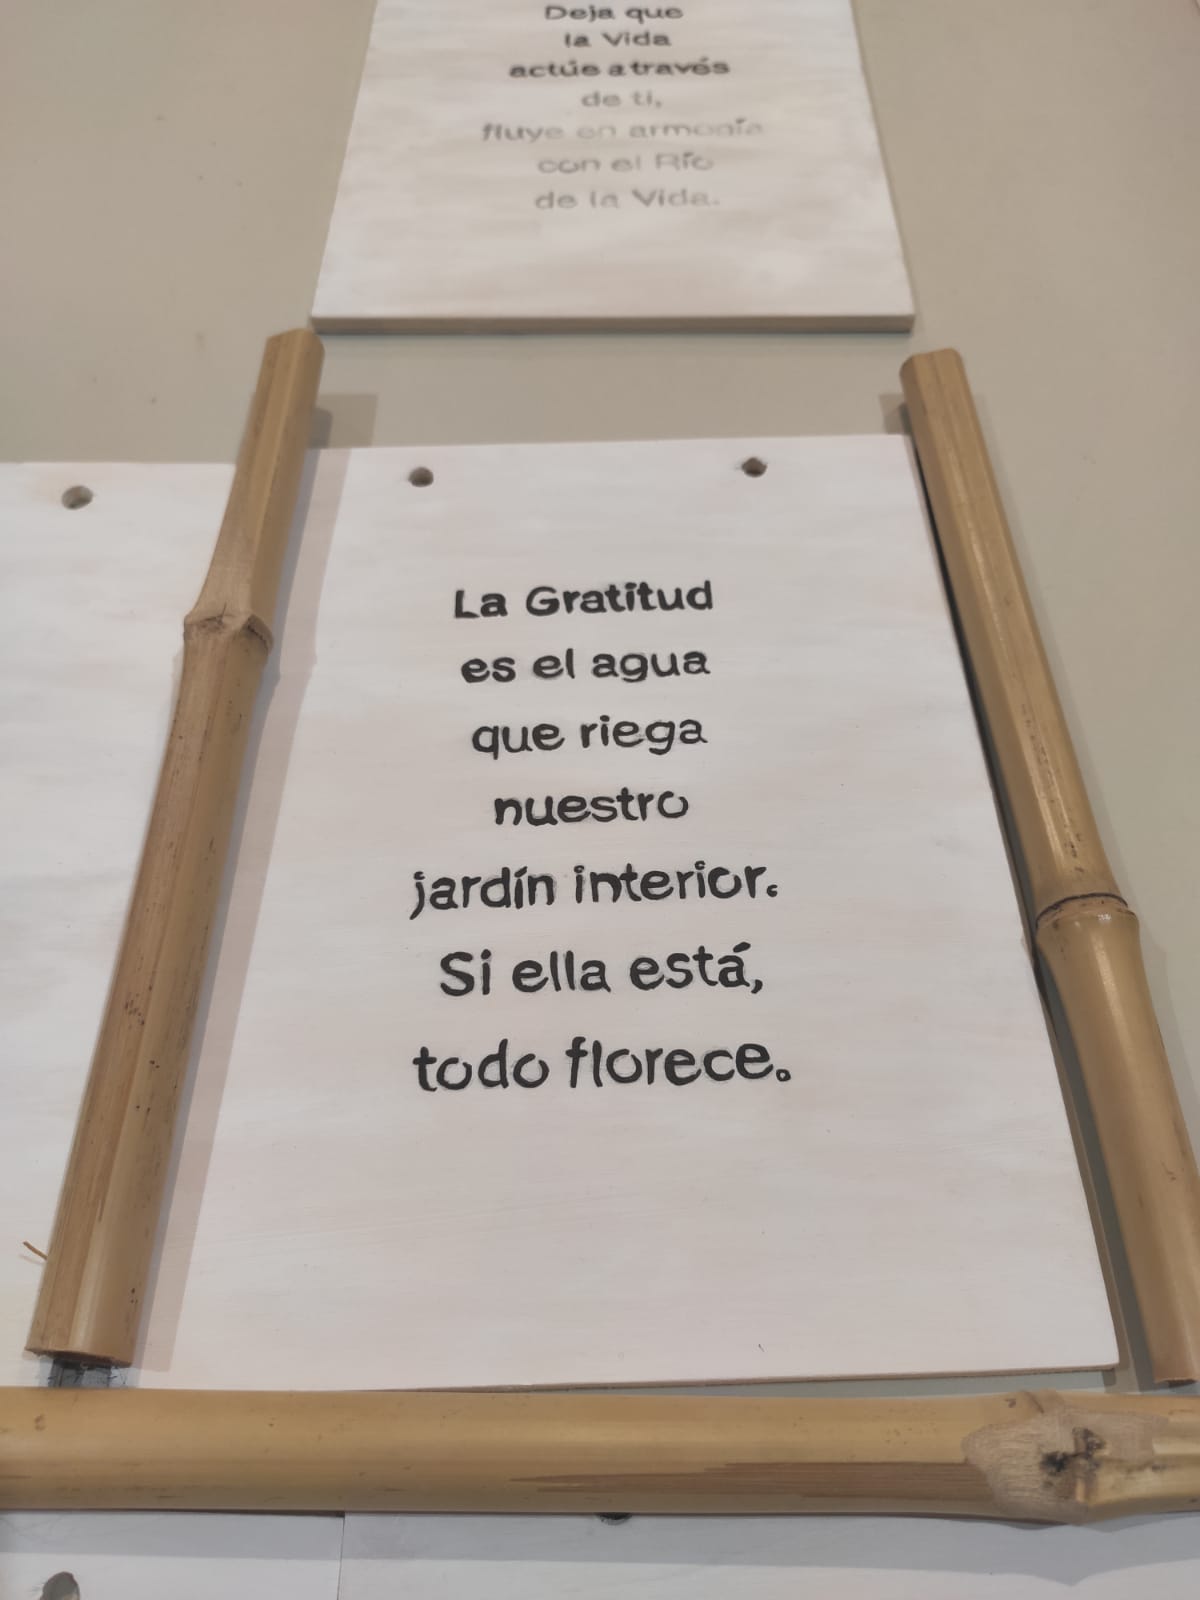 Deja que
la Vida
actúe a través
de ti,
fluye en armonía
con el Río
de la Vida.
La Gratitud
es el agua
que riega
nuestro
jardín interior.
Si ella está,
todo florece.